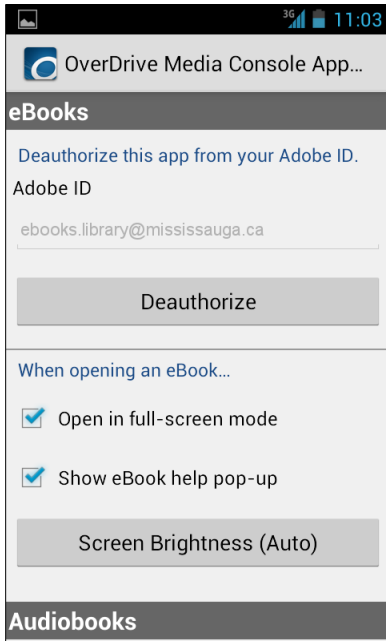 3G 11:03
OverDrive Media Console App...
eBooks
Deauthorize this app from your Adobe ID.
Adobe ID
ebooks.library@mississauga.ca
Deauthorize
When opening an eBook...
Open in full-screen mode
Show eBook help pop-up
Screen Brightness (Auto)
Audiobooks